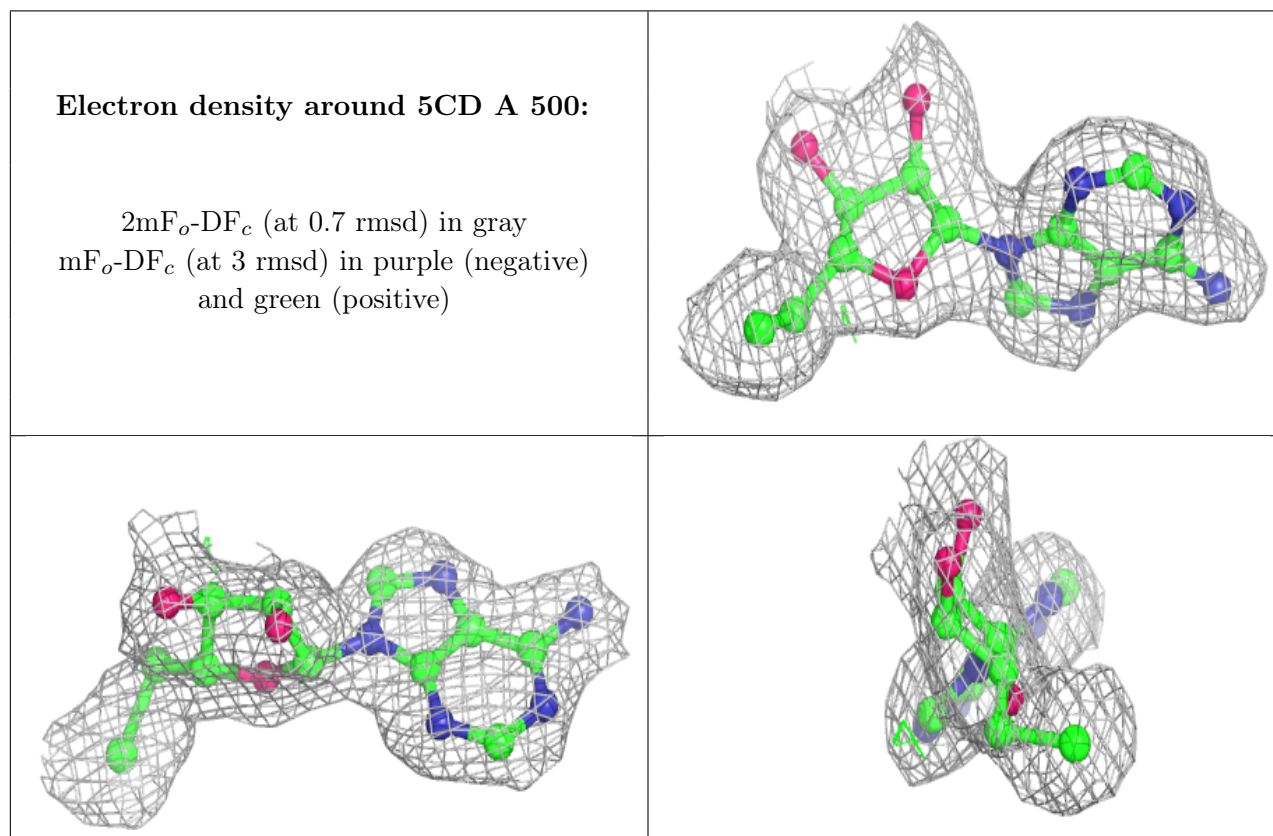 Electron density around 5CD A 500:
2mFₒ-DF𝒸 (at 0.7 rmsd) in gray
mFₒ-DF𝒸 (at 3 rmsd) in purple (negative)
and green (positive)